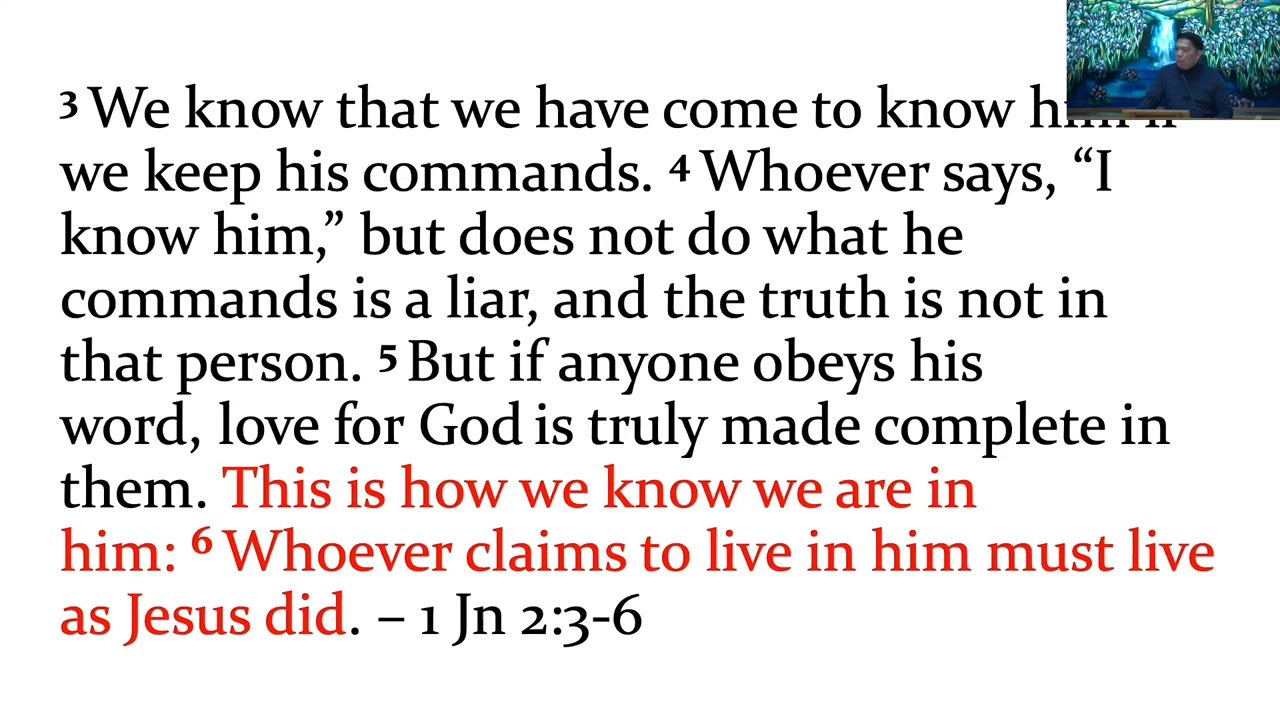 ³ We know that we have come to know him if
we keep his commands. ⁴ Whoever says, “I
know him,” but does not do what he
commands is a liar, and the truth is not in
that person. ⁵ But if anyone obeys his
word, love for God is truly made complete in
them. This is how we know we are in
him: ⁶ Whoever claims to live in him must live
as Jesus did. – 1 Jn 2:3-6